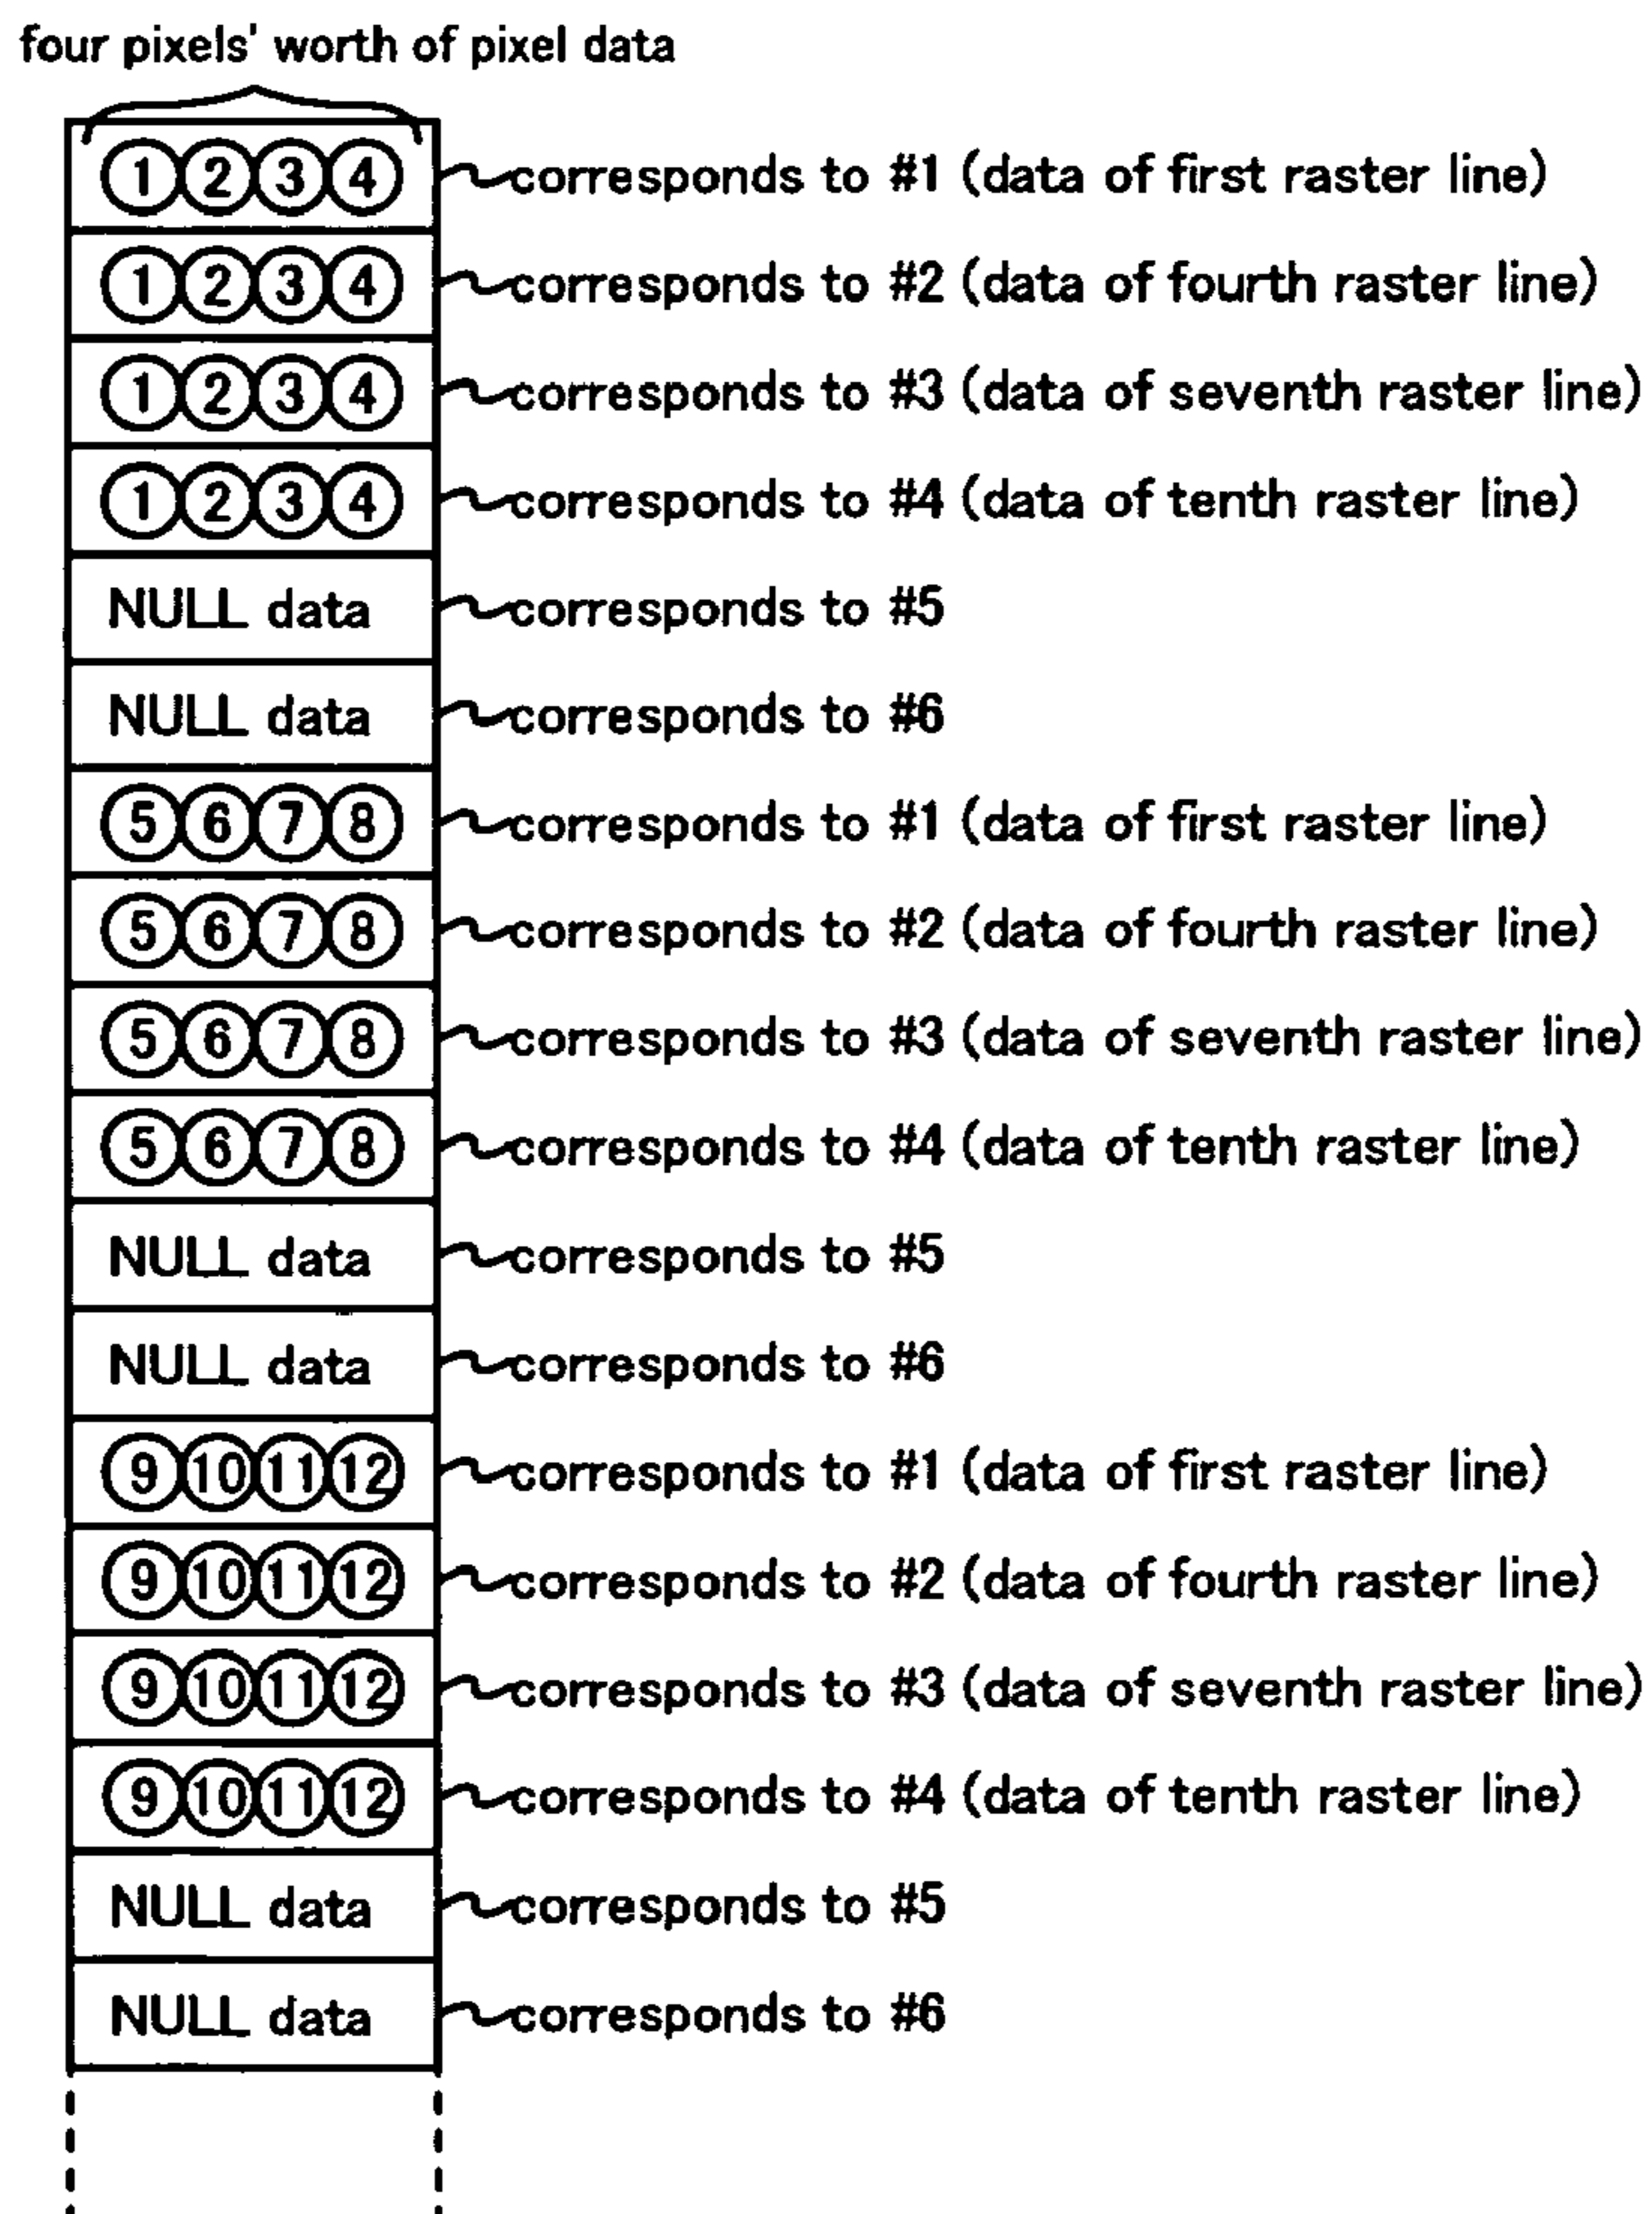 four pixels' worth of pixel data
①②③④ corresponds to #1 (data of first raster line)
①②③④ corresponds to #2 (data of fourth raster line)
①②③④ corresponds to #3 (data of seventh raster line)
①②③④ corresponds to #4 (data of tenth raster line)
NULL data corresponds to #5
NULL data corresponds to #6
⑤⑥⑦⑧ corresponds to #1 (data of first raster line)
⑤⑥⑦⑧ corresponds to #2 (data of fourth raster line)
⑤⑥⑦⑧ corresponds to #3 (data of seventh raster line)
⑤⑥⑦⑧ corresponds to #4 (data of tenth raster line)
NULL data corresponds to #5
NULL data corresponds to #6
⑨⑩⑪⑫ corresponds to #1 (data of first raster line)
⑨⑩⑪⑫ corresponds to #2 (data of fourth raster line)
⑨⑩⑪⑫ corresponds to #3 (data of seventh raster line)
⑨⑩⑪⑫ corresponds to #4 (data of tenth raster line)
NULL data corresponds to #5
NULL data corresponds to #6